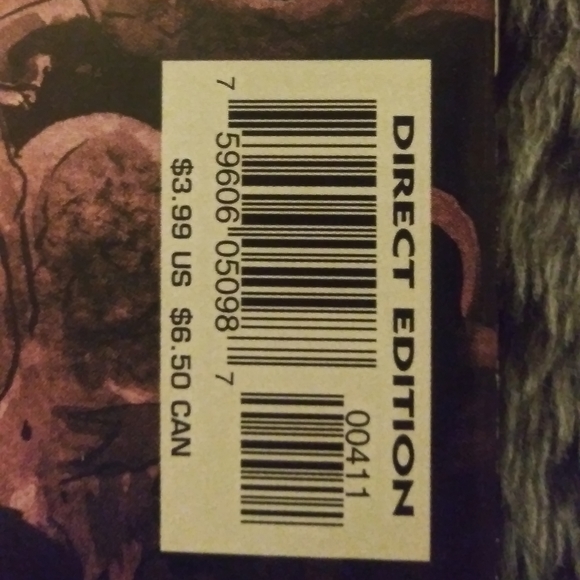 DIRECT EDITION
00411
7 59606 05098 7
$3.99 US $6.50 CAN